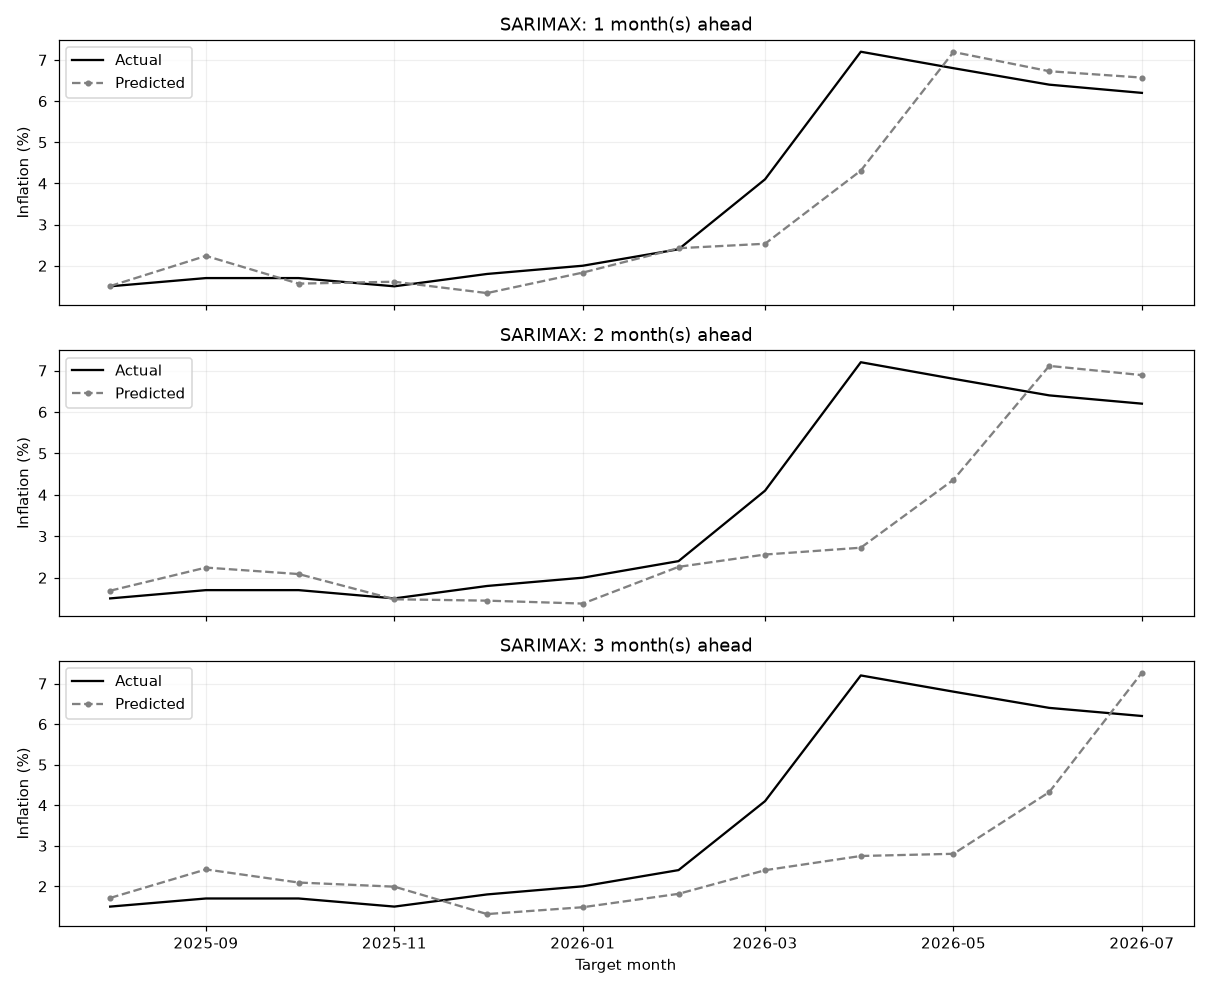 SARIMAX: 1 month(s) ahead
Actual
Predicted
Inflation (%)
7
6
5
4
3
2
SARIMAX: 2 month(s) ahead
Actual
Predicted
Inflation (%)
7
6
5
4
3
2
SARIMAX: 3 month(s) ahead
Actual
Predicted
Inflation (%)
7
6
5
4
3
2
2025-09 2025-11 2026-01 2026-03 2026-05 2026-07
Target month